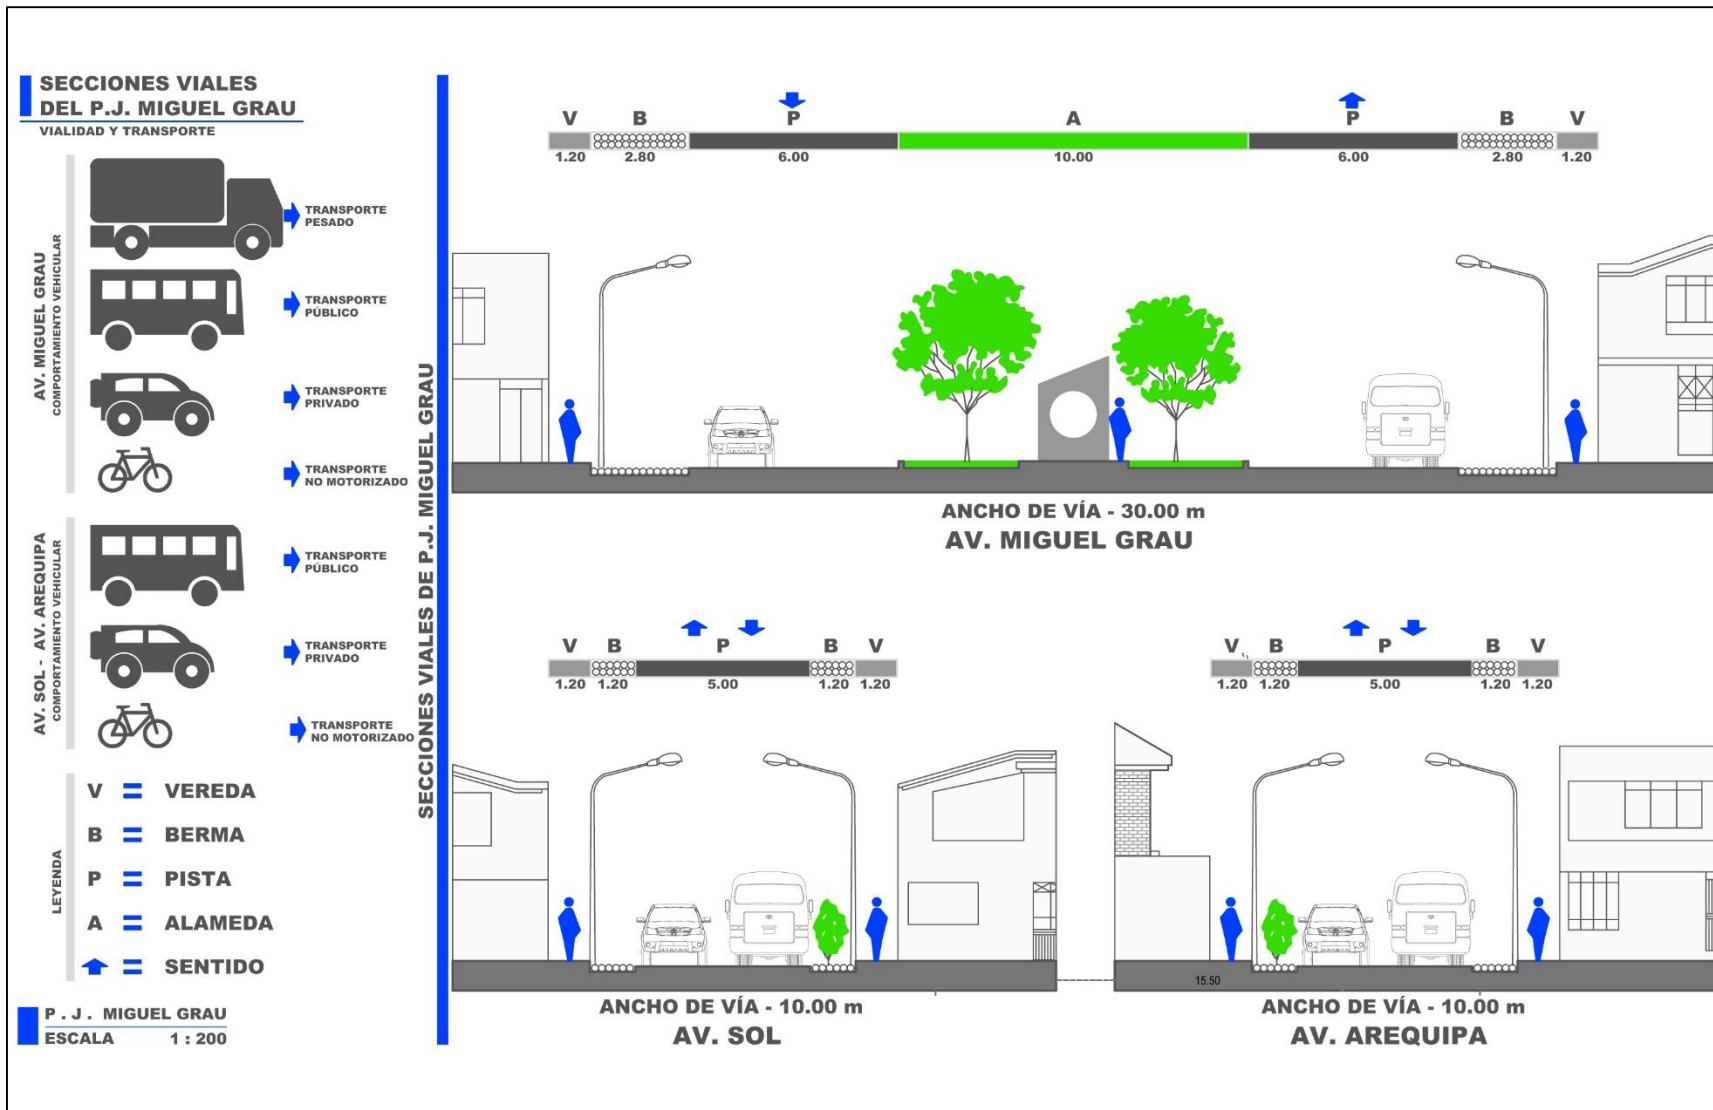 SECCIONES VIALES
DEL P.J. MIGUEL GRAU
VIALIDAD Y TRANSPORTE
AV. MIGUEL GRAU
COMPORTAMIENTO VEHICULAR
TRANSPORTE
PESADO
TRANSPORTE
PÚBLICO
TRANSPORTE
PRIVADO
TRANSPORTE
NO MOTORIZADO
AV. SOL - AV. AREQUIPA
COMPORTAMIENTO VEHICULAR
TRANSPORTE
PÚBLICO
TRANSPORTE
PRIVADO
TRANSPORTE
NO MOTORIZADO
LEYENDA
V = VEREDA
B = BERMA
P = PISTA
A = ALAMEDA
= SENTIDO
P.J. MIGUEL GRAU
ESCALA 1 : 200
SECCIONES VIALES DE P.J. MIGUEL GRAU
V B P A P B V
1.20 2.80 6.00 10.00 6.00 2.80 1.20
ANCHO DE VÍA - 30.00 m
AV. MIGUEL GRAU
V B P B V
1.20 1.20 5.00 1.20 1.20
ANCHO DE VÍA - 10.00 m
AV. SOL
V B P B V
1.20 1.20 5.00 1.20 1.20
15.50
ANCHO DE VÍA - 10.00 m
AV. AREQUIPA